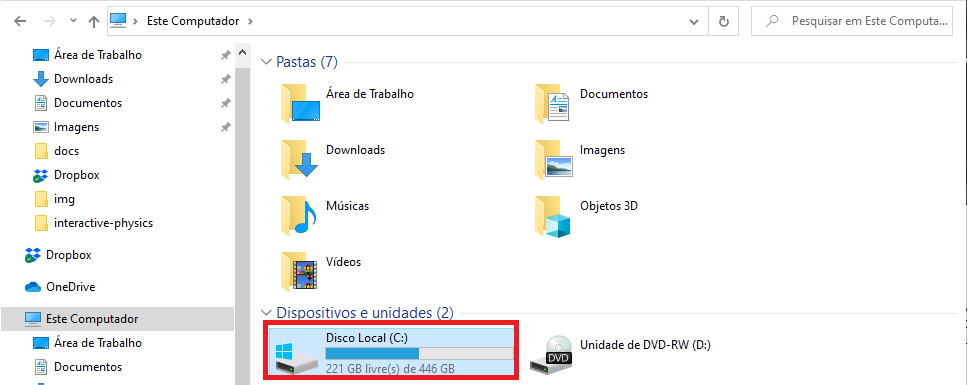 Este Computador
Pesquisar em Este Computa...
Área de Trabalho
Downloads
Documentos
Imagens
docs
Dropbox
img
interactive-physics
Dropbox
OneDrive
Este Computador
Área de Trabalho
Documentos
Pastas (7)
Área de Trabalho
Documentos
Downloads
Imagens
Músicas
Objetos 3D
Vídeos
Dispositivos e unidades (2)
Disco Local (C:)
221 GB livre(s) de 446 GB
DVD
Unidade de DVD-RW (D:)